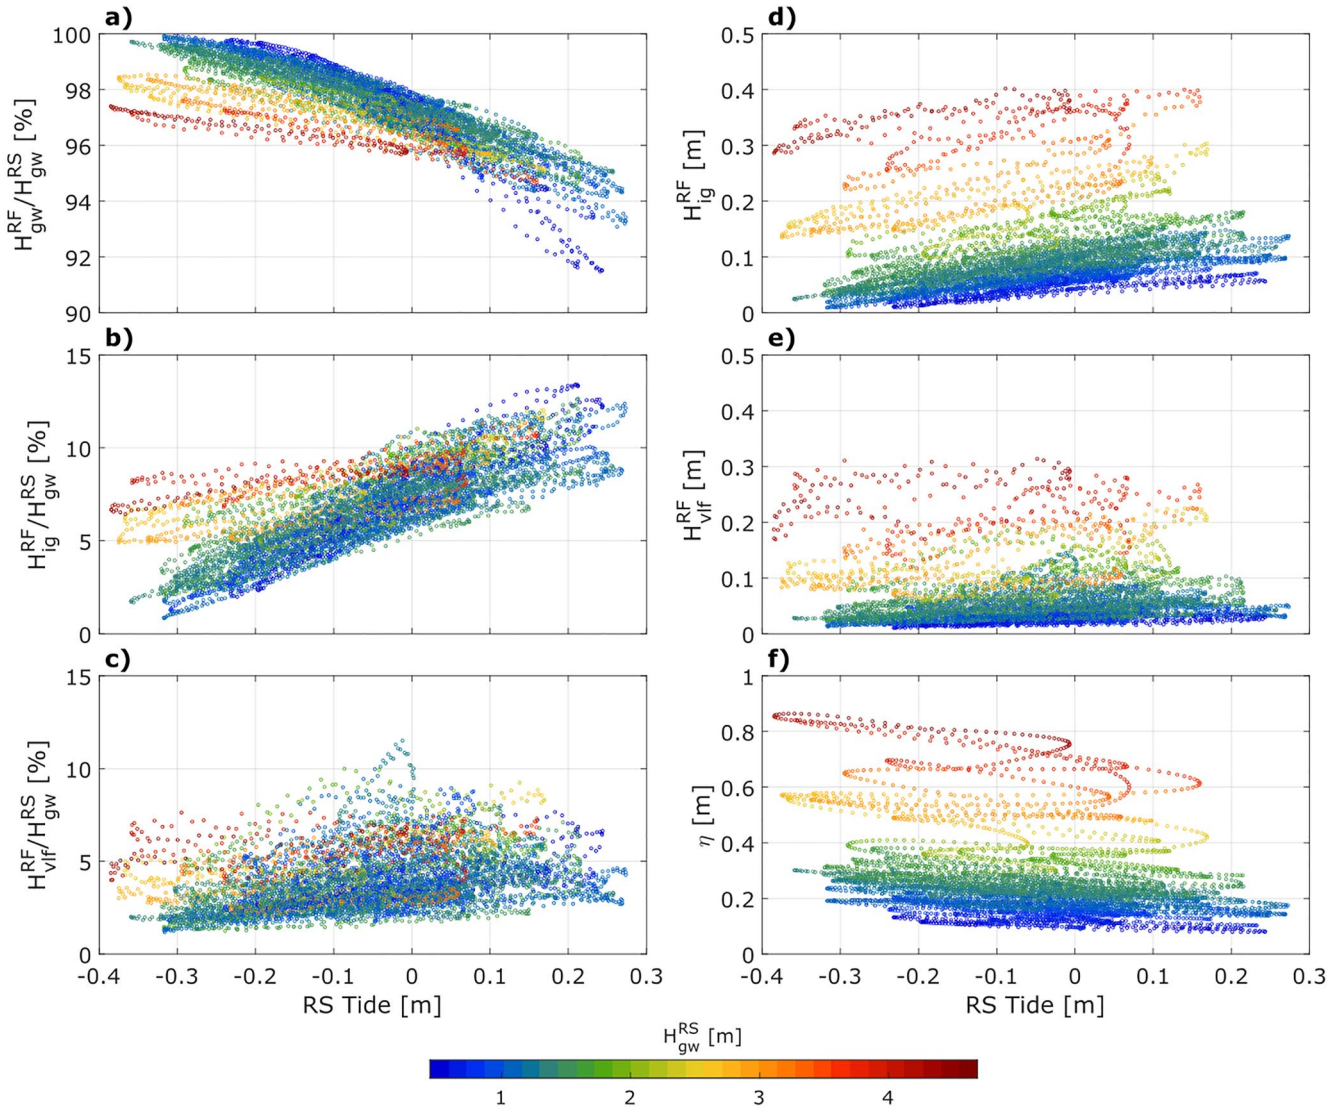 a)
100
98
96
94
92
90
H^RF_gw/H^RS_gw [%]
b)
15
10
5
0
H^RF_ig/H^RS_gw [%]
c)
15
10
5
0
H^RF_vlf/H^RS_gw [%]
-0.4 -0.3 -0.2 -0.1 0 0.1 0.2 0.3
RS Tide [m]
d)
0.5
0.4
0.3
0.2
0.1
0
H^RF_ig [m]
e)
0.5
0.4
0.3
0.2
0.1
0
H^RF_vlf [m]
f)
1
0.8
0.6
0.4
0.2
0
η [m]
-0.4 -0.3 -0.2 -0.1 0 0.1 0.2 0.3
RS Tide [m]
H^RS_gw [m]
1 2 3 4